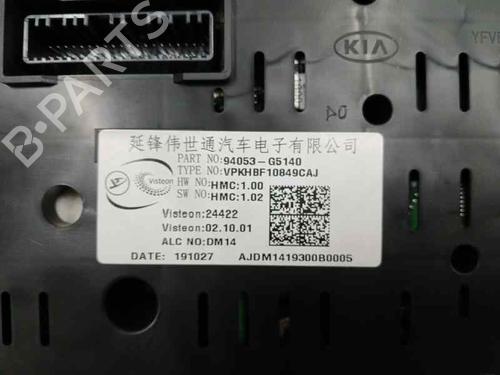 KIA
YFVE
B-PARTS
延锋伟世通汽车电子有限公司
PART NO:94053-G5140
TYPE NO:VPKHBF10849CAJ
Visteon
HW NO:HMC:1.00
SW NO:HMC:1.02
Visteon:24422
Visteon:02.10.01
ALC NO:DM14
DATE: 191027 AJDM1419300B0005